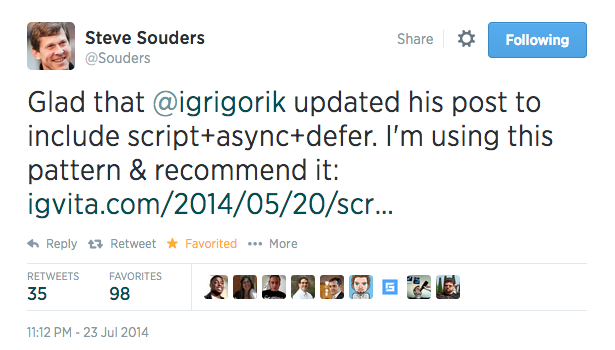 Steve Souders
@Souders
Share
Following
Glad that @igrigorik updated his post to
include script+async+defer. I'm using this
pattern & recommend it:
igvita.com/2014/05/20/scr...
Reply Retweet Favorited More
RETWEETS FAVORITES
35 98
11:12 PM - 23 Jul 2014